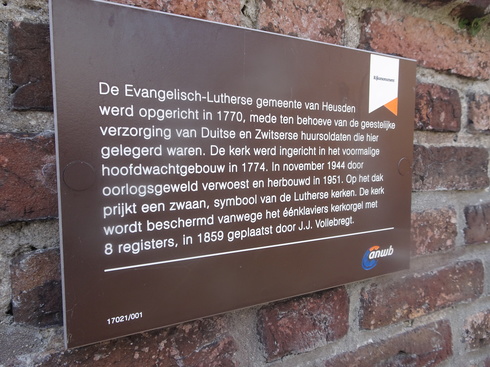 Rijksmonument
De Evangelisch-Lutherse gemeente van Heusden
werd opgericht in 1770, mede ten behoeve van de geestelijke
verzorging van Duitse en Zwitserse huursoldaten die hier
gelegerd waren. De kerk werd ingericht in het voormalige
hoofdwachtgebouw in 1774. In november 1944 door
oorlogsgeweld verwoest en herbouwd in 1951. Op het dak
prijkt een zwaan, symbool van de Lutherse kerken. De kerk
wordt beschermd vanwege het éénklaviers kerkorgel met
8 registers, in 1859 geplaatst door J.J. Vollebregt.
anwb
17021/001